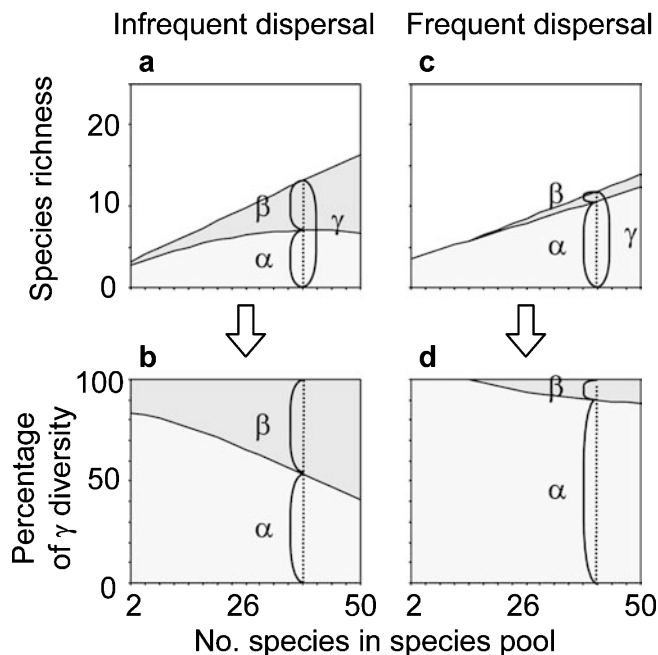 Infrequent dispersal
Frequent dispersal
a
c
Species richness
20
10
0
β
α
γ
β
α
γ
b
d
Percentage
of γ diversity
100
50
0
β
α
β
α
2 26 50
2 26 50
No. species in species pool